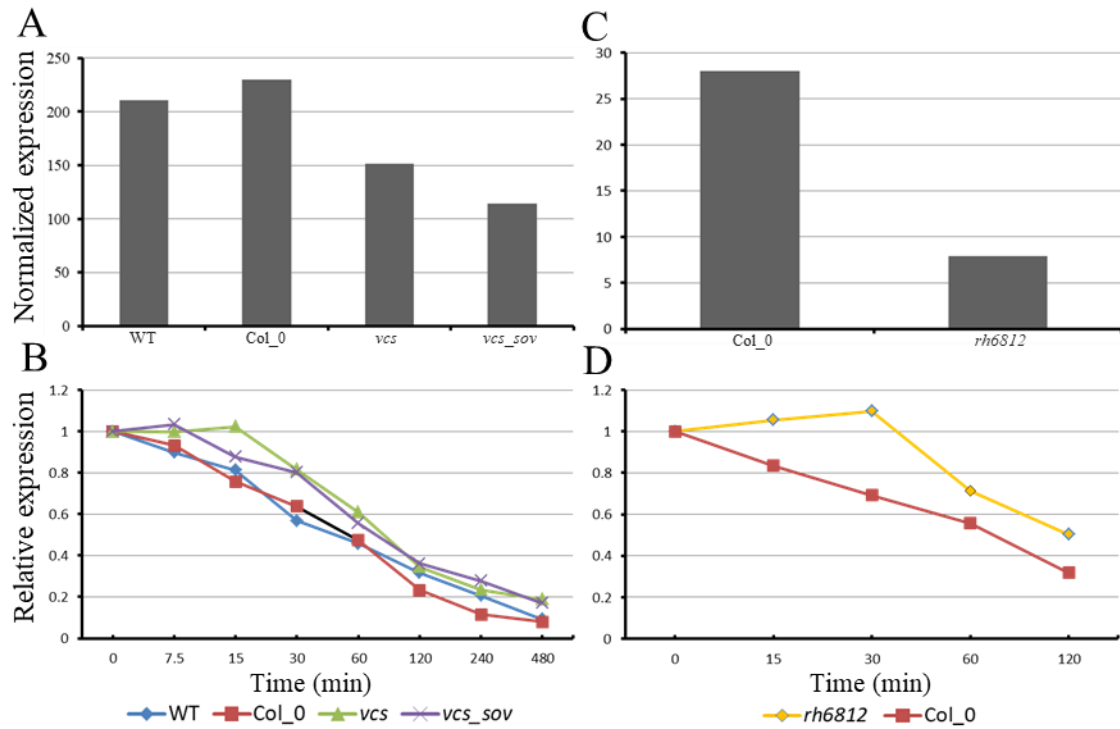 A
Normalized expression
250
200
150
100
50
0
WT Col_0 vcs vcs_sov
C
30
25
20
15
10
5
0
Col_0 rh6812
B
Relative expression
1.2
1
0.8
0.6
0.4
0.2
0
0 7.5 15 30 60 120 240 480
Time (min)
WT Col_0 vcs vcs_sov
D
1.2
1
0.8
0.6
0.4
0.2
0
0 15 30 60 120
Time (min)
rh6812 Col_0